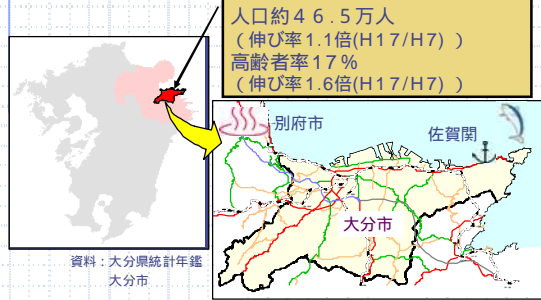 人口約４６.５万人
（伸び率1.1倍(H17/H7) ）
高齢者率17％
（伸び率1.6倍(H17/H7) ）
別府市
佐賀関
大分市
資料：大分県統計年鑑
大分市